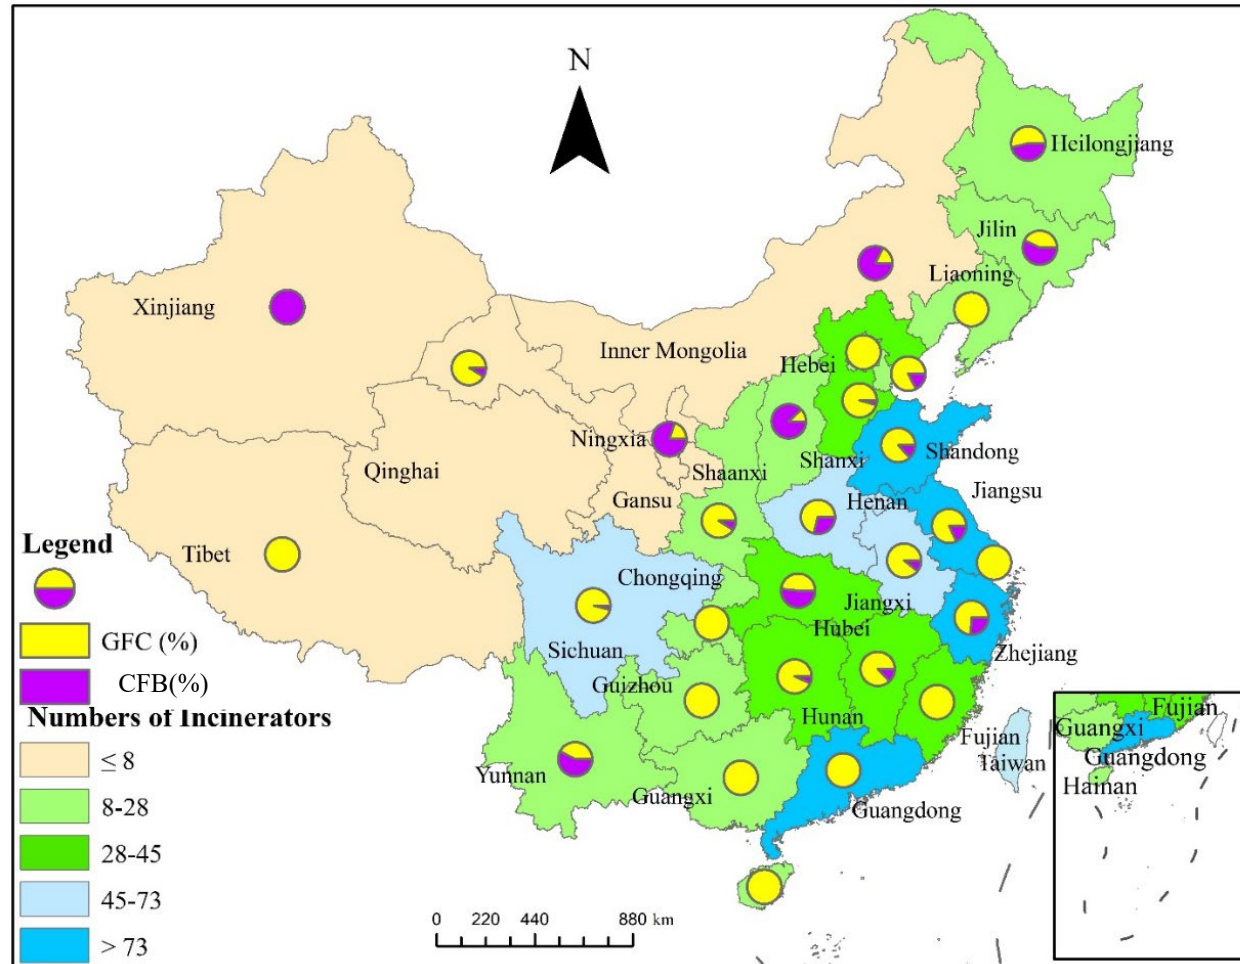 N
Heilongjiang
Jilin
Liaoning
Xinjiang
Inner Mongolia
Hebei
Ningxia
Shaanxi
Shanxi
Shandong
Qinghai
Gansu
Henan
Jiangsu
Legend
Tibet
Chongqing
Jiangxi
Hubei
GFC (%)
Sichuan
Zhejiang
CFB(%)
Guizhou
Numbers of Incinerators
Hunan
Fujian
Taiwan
≤ 8
Yunnan
Guangxi
Guangdong
8-28
28-45
45-73
> 73
0 220 440 880 km
Fujian
Guangxi
Guangdong
Hainan